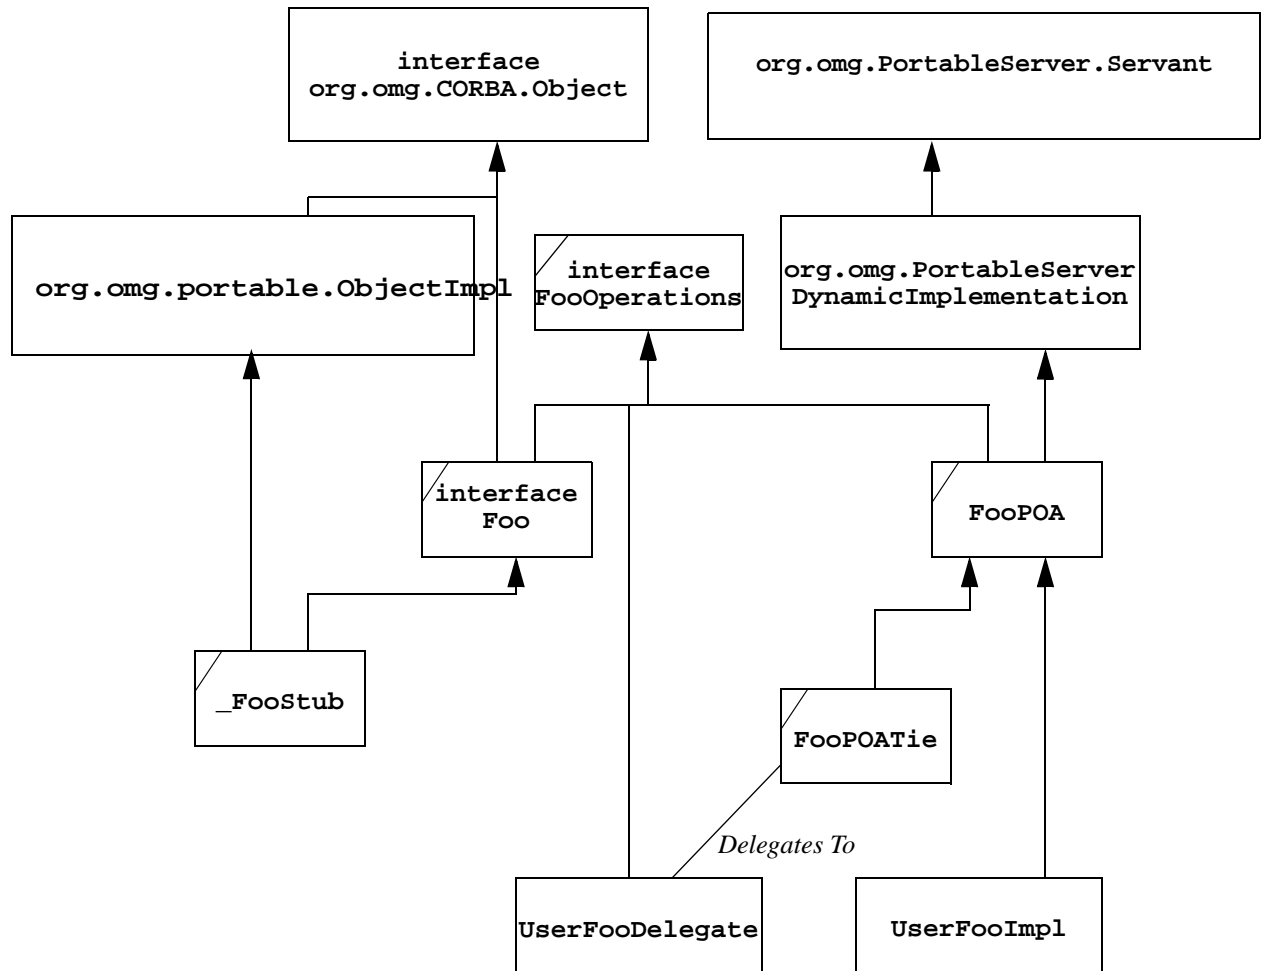 interface
org.omg.CORBA.Object
org.omg.PortableServer.Servant
org.omg.portable.ObjectImpl
interface
FooOperations
org.omg.PortableServer
DynamicImplementation
interface
Foo
FooPOA
_FooStub
FooPOATie
Delegates To
UserFooDelegate
UserFooImpl